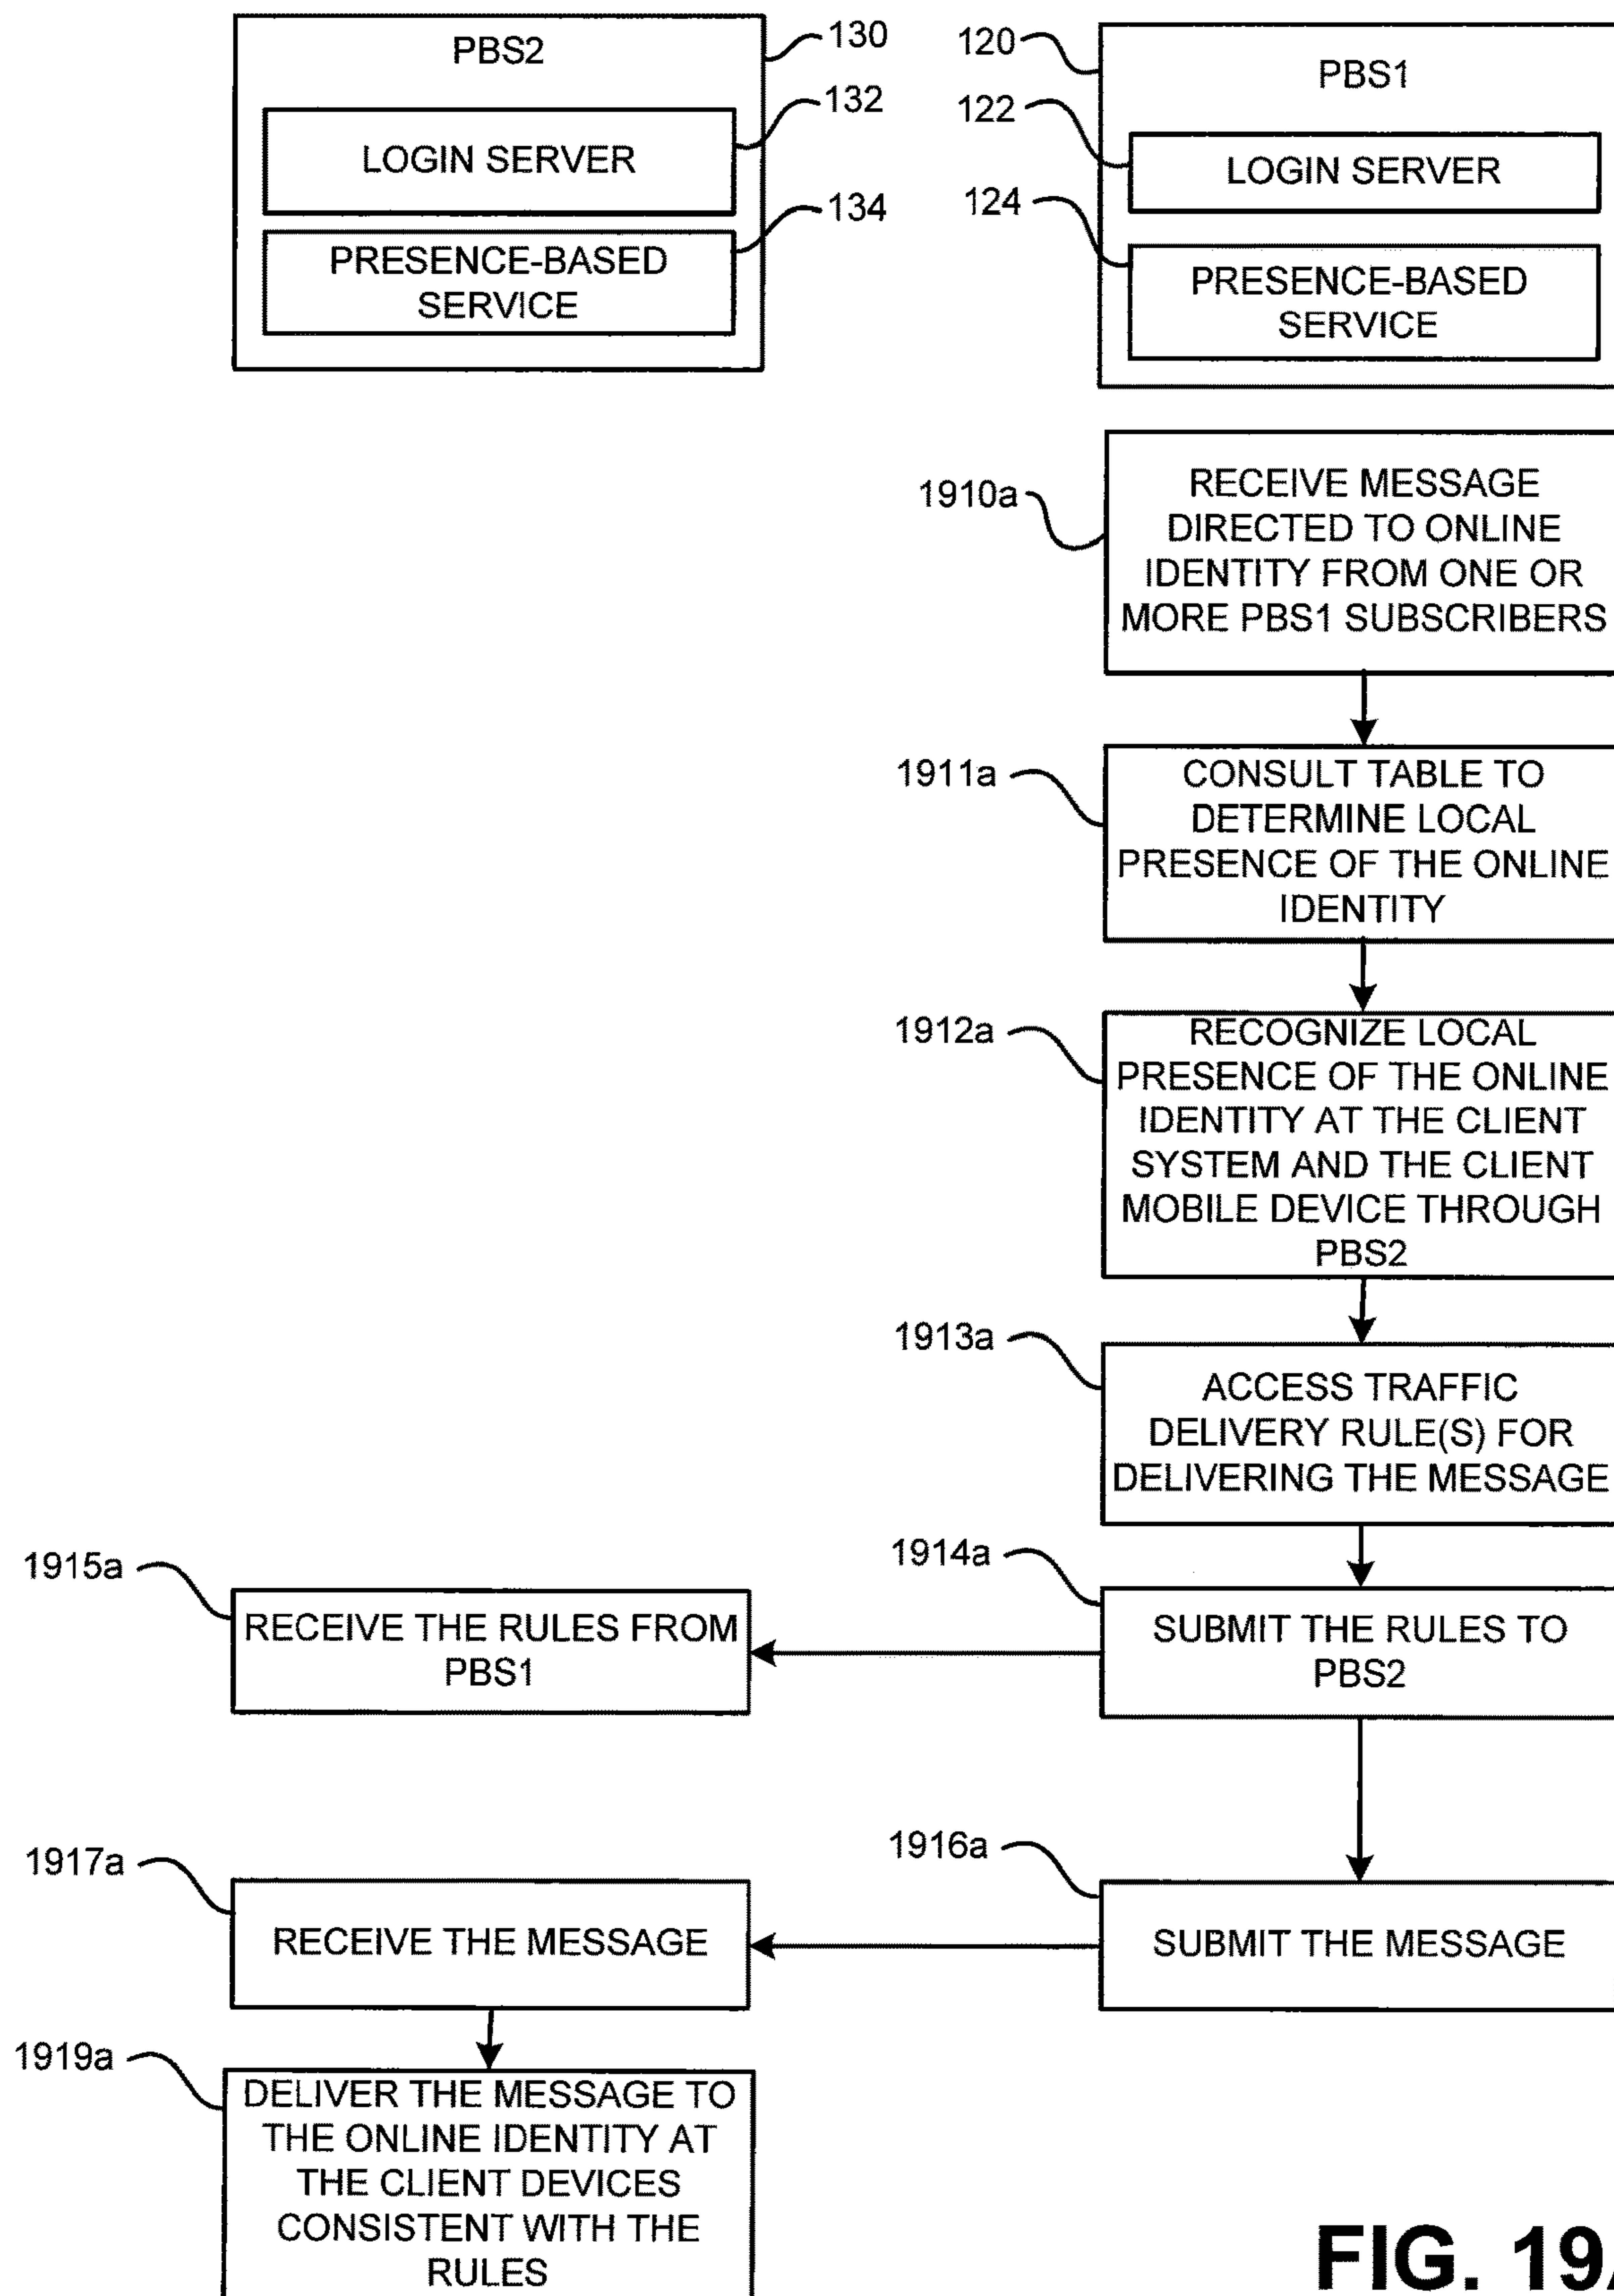 PBS2
130
LOGIN SERVER
132
PRESENCE-BASED
SERVICE
134
120
PBS1
122
LOGIN SERVER
124
PRESENCE-BASED
SERVICE
1910a
RECEIVE MESSAGE
DIRECTED TO ONLINE
IDENTITY FROM ONE OR
MORE PBS1 SUBSCRIBERS
1911a
CONSULT TABLE TO
DETERMINE LOCAL
PRESENCE OF THE ONLINE
IDENTITY
1912a
RECOGNIZE LOCAL
PRESENCE OF THE ONLINE
IDENTITY AT THE CLIENT
SYSTEM AND THE CLIENT
MOBILE DEVICE THROUGH
PBS2
1913a
ACCESS TRAFFIC
DELIVERY RULE(S) FOR
DELIVERING THE MESSAGE
1914a
SUBMIT THE RULES TO
PBS2
1915a
RECEIVE THE RULES FROM
PBS1
1916a
SUBMIT THE MESSAGE
1917a
RECEIVE THE MESSAGE
1919a
DELIVER THE MESSAGE TO
THE ONLINE IDENTITY AT
THE CLIENT DEVICES
CONSISTENT WITH THE
RULES
FIG. 19A